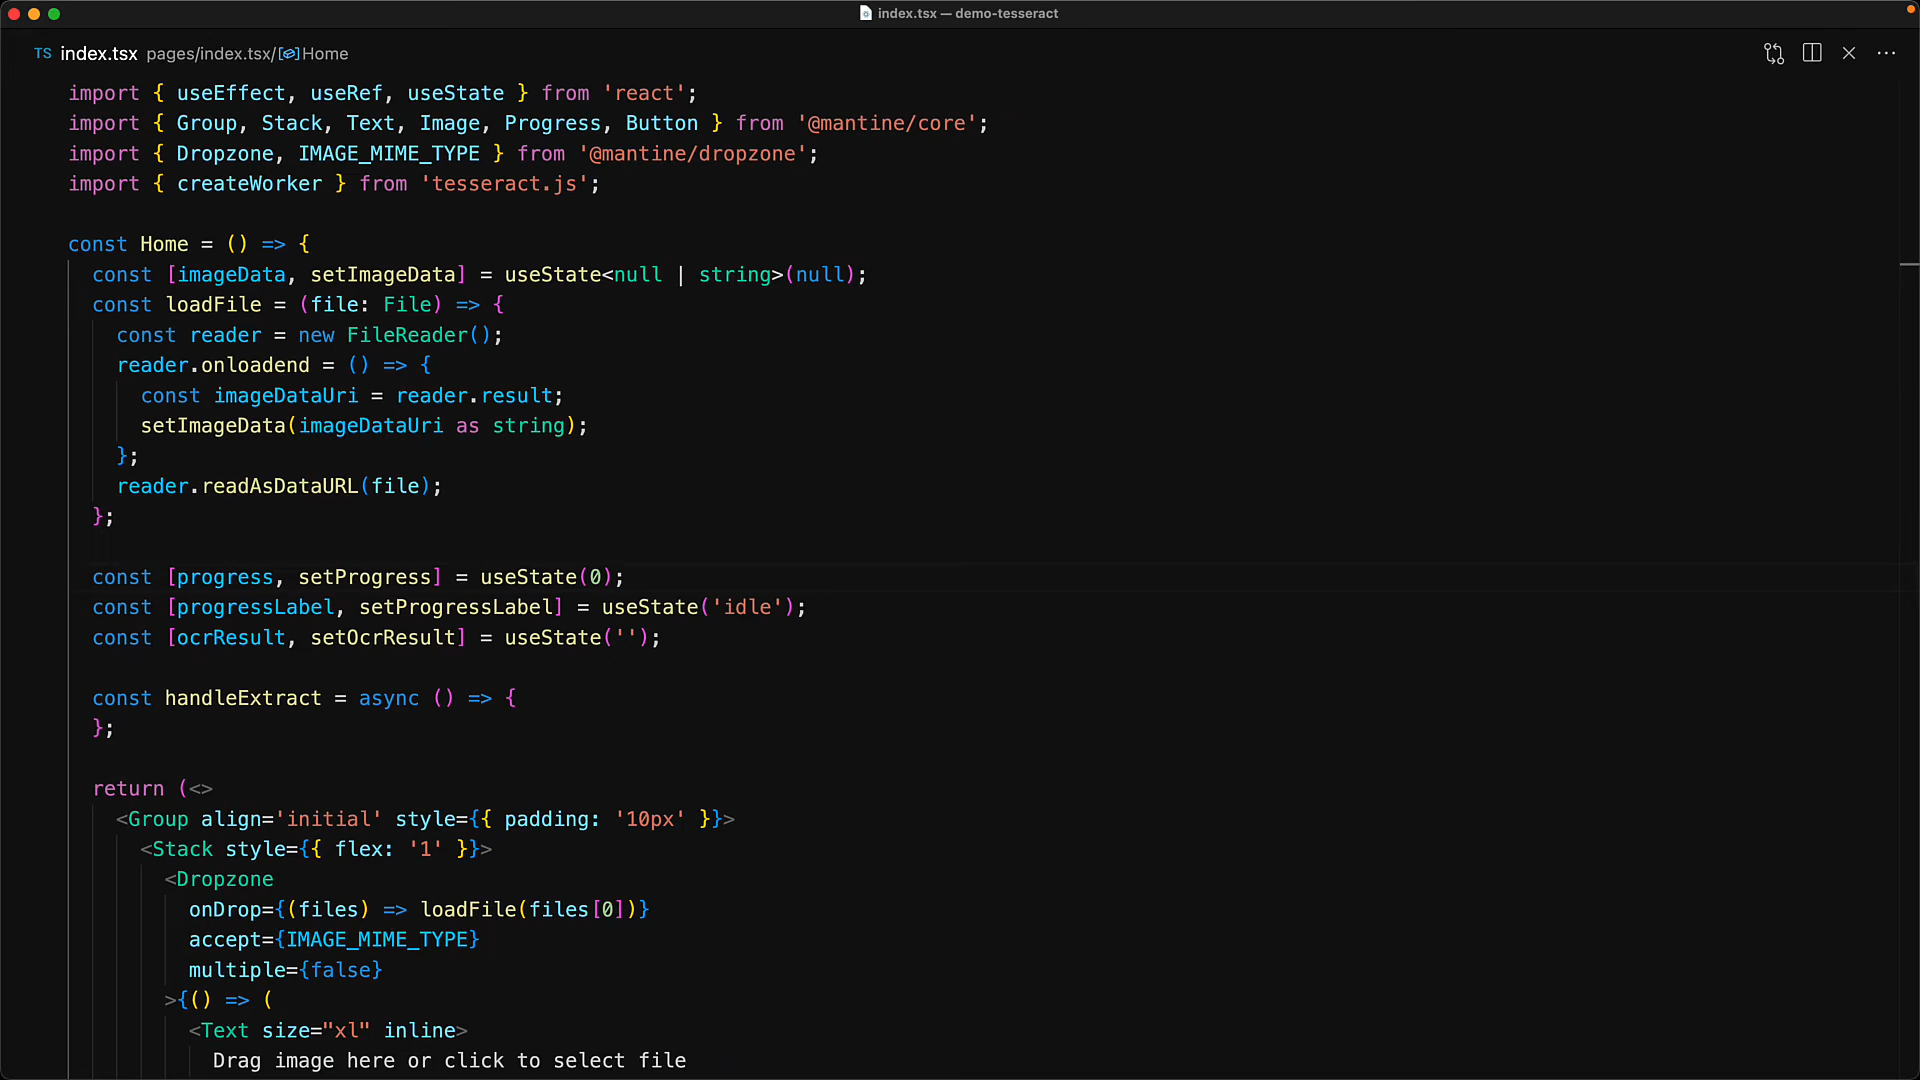 index.tsx — demo-tesseract
TS index.tsx pages/index.tsx/Home
import { useEffect, useRef, useState } from 'react';
import { Group, Stack, Text, Image, Progress, Button } from '@mantine/core';
import { Dropzone, IMAGE_MIME_TYPE } from '@mantine/dropzone';
import { createWorker } from 'tesseract.js';
const Home = () => {
const [imageData, setImageData] = useState<null | string>(null);
const loadFile = (file: File) => {
const reader = new FileReader();
reader.onloadend = () => {
const imageDataUri = reader.result;
setImageData(imageDataUri as string);
};
reader.readAsDataURL(file);
};
const [progress, setProgress] = useState(0);
const [progressLabel, setProgressLabel] = useState('idle');
const [ocrResult, setOcrResult] = useState('');
const handleExtract = async () => {
};
return (<>
<Group align='initial' style={{ padding: '10px' }}>
<Stack style={{ flex: '1' }}>
<Dropzone
onDrop={(files) => loadFile(files[0])}
accept={IMAGE_MIME_TYPE}
multiple={false}
>{() => (
<Text size="xl" inline>
Drag image here or click to select file